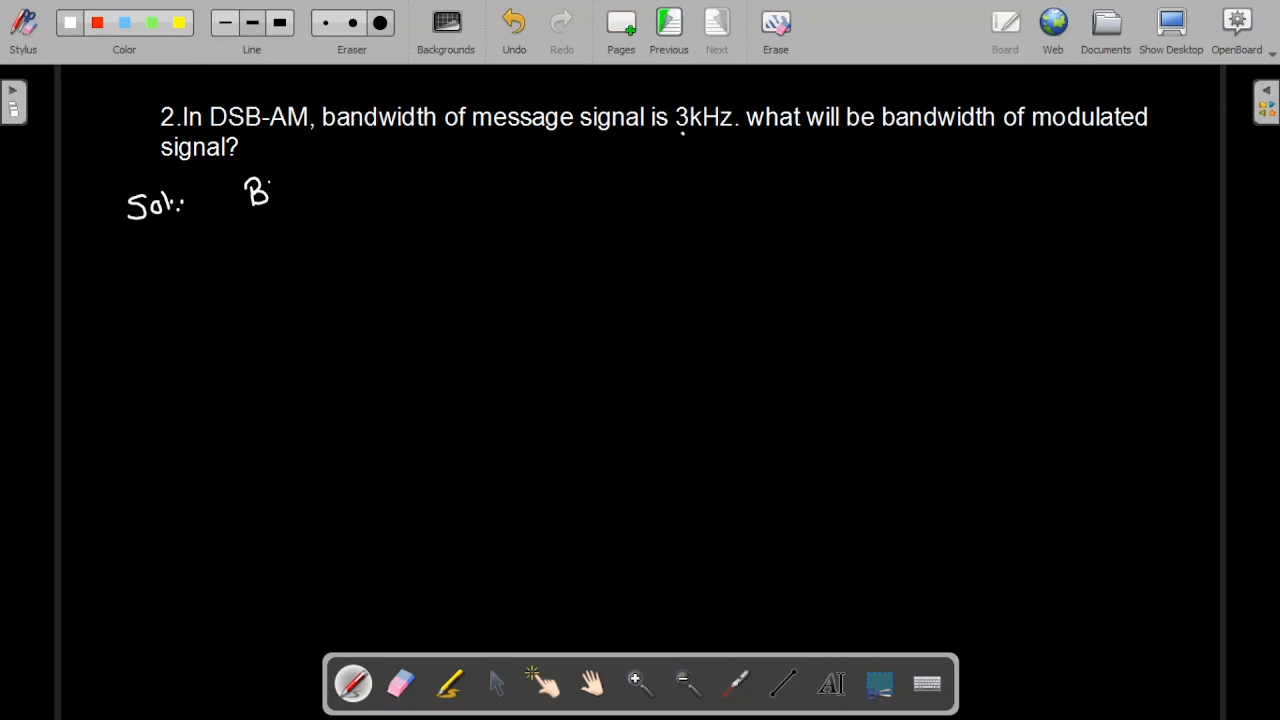 Stylus Color Line Eraser Backgrounds Undo Redo Pages Previous Next Erase Board Web Documents Show Desktop OpenBoard
2.In DSB-AM, bandwidth of message signal is 3kHz. what will be bandwidth of modulated
signal?
Sol:. B
AI